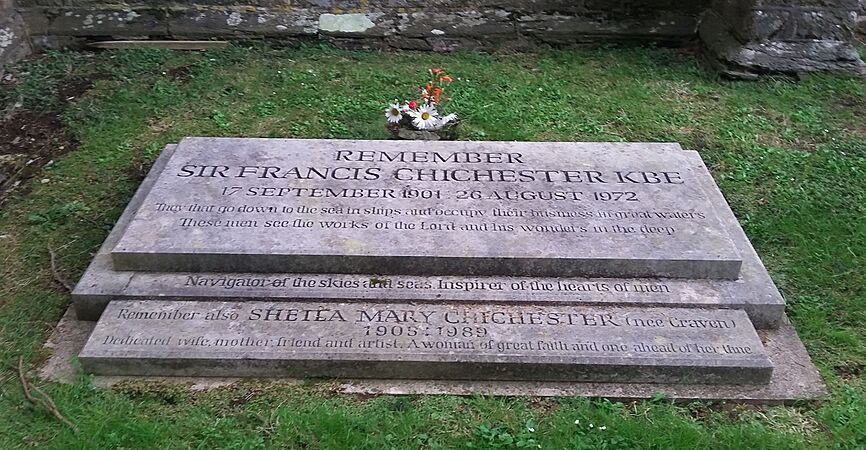 REMEMBER
SIR FRANCIS CHICHESTER KBE
17 SEPTEMBER 1901 : 26 AUGUST 1972
They that go down to the sea in ships and occupy their business in great waters
These men see the works of the Lord and his wonders in the deep
Navigator of the skies and seas. Inspirer of the hearts of men
Remember also SHEILA MARY CHICHESTER (nee Craven)
1905 : 1989
Dedicated wife, mother, friend and artist. A woman of great faith and one ahead of her time